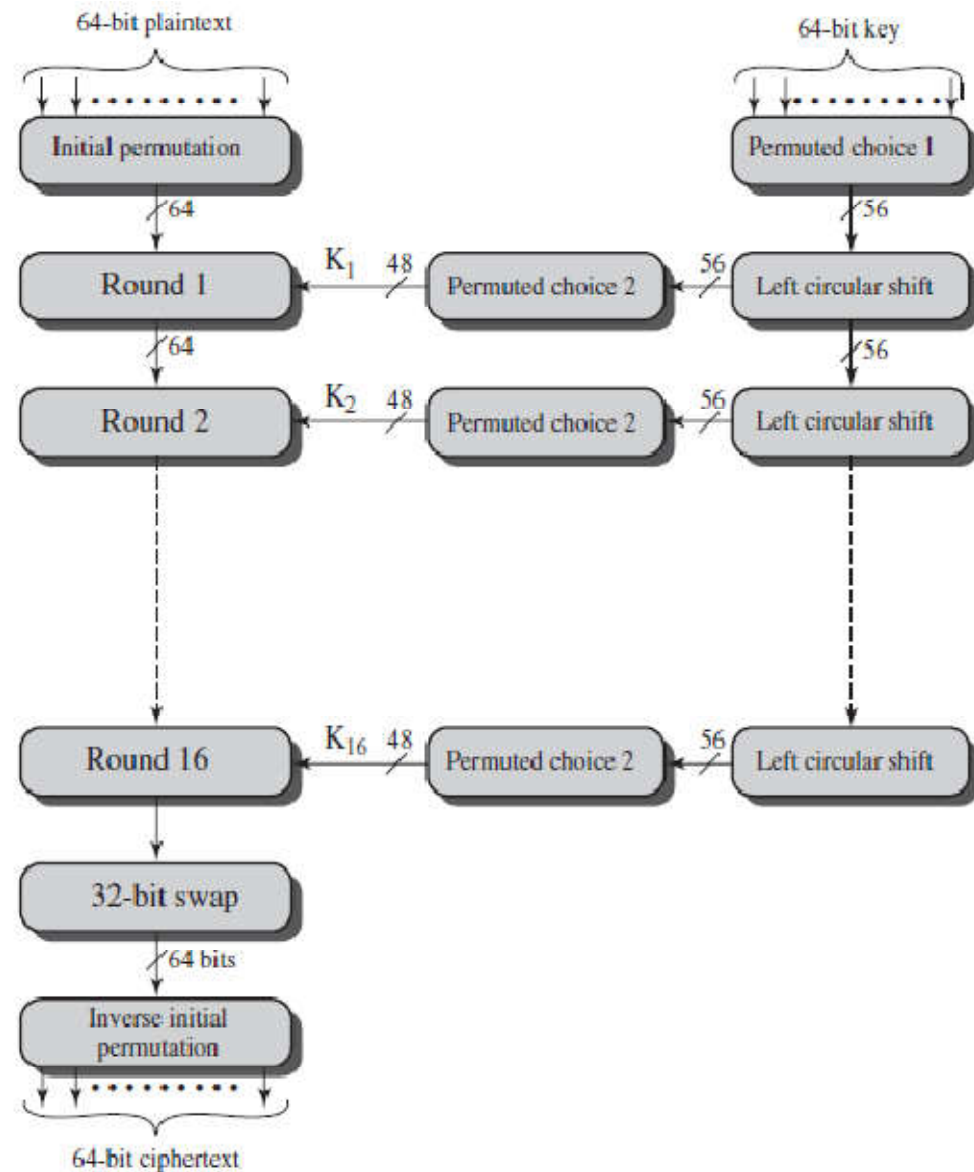 64-bit plaintext
64-bit key
Initial permutation
Permuted choice 1
64
56
Round 1
K1
48
Permuted choice 2
56
Left circular shift
64
56
Round 2
K2
48
Permuted choice 2
56
Left circular shift
Round 16
K16
48
Permuted choice 2
56
Left circular shift
32-bit swap
64 bits
Inverse initial
permutation
64-bit ciphertext